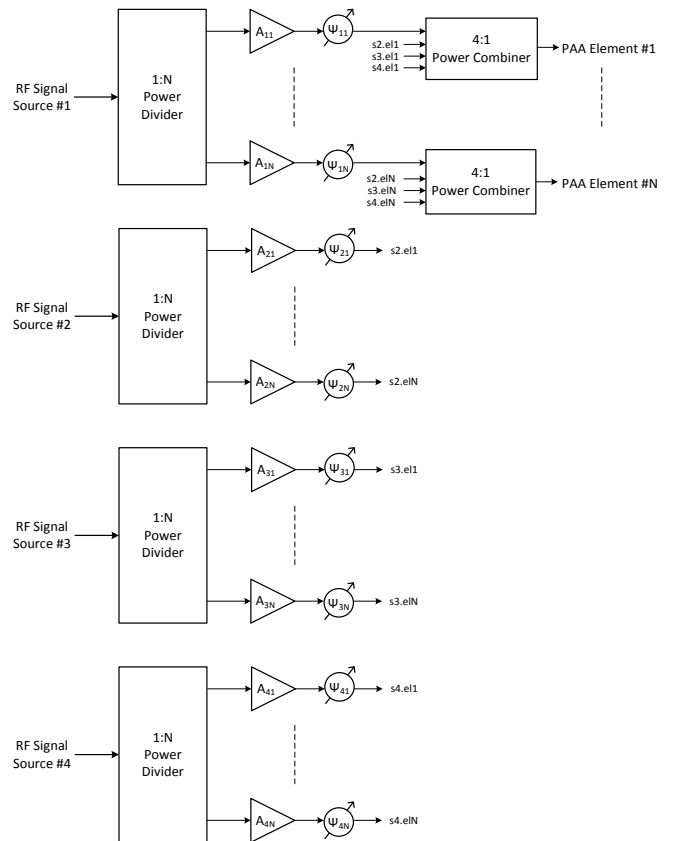 RF Signal
Source #1
1:N
Power
Divider
A11
Ψ11
s2.el1
s3.el1
s4.el1
4:1
Power Combiner
PAA Element #1
A1N
Ψ1N
s2.elN
s3.elN
s4.elN
4:1
Power Combiner
PAA Element #N
RF Signal
Source #2
1:N
Power
Divider
A21
Ψ21
s2.el1
A2N
Ψ2N
s2.elN
RF Signal
Source #3
1:N
Power
Divider
A31
Ψ31
s3.el1
A3N
Ψ3N
s3.elN
RF Signal
Source #4
1:N
Power
Divider
A41
Ψ41
s4.el1
A4N
Ψ4N
s4.elN